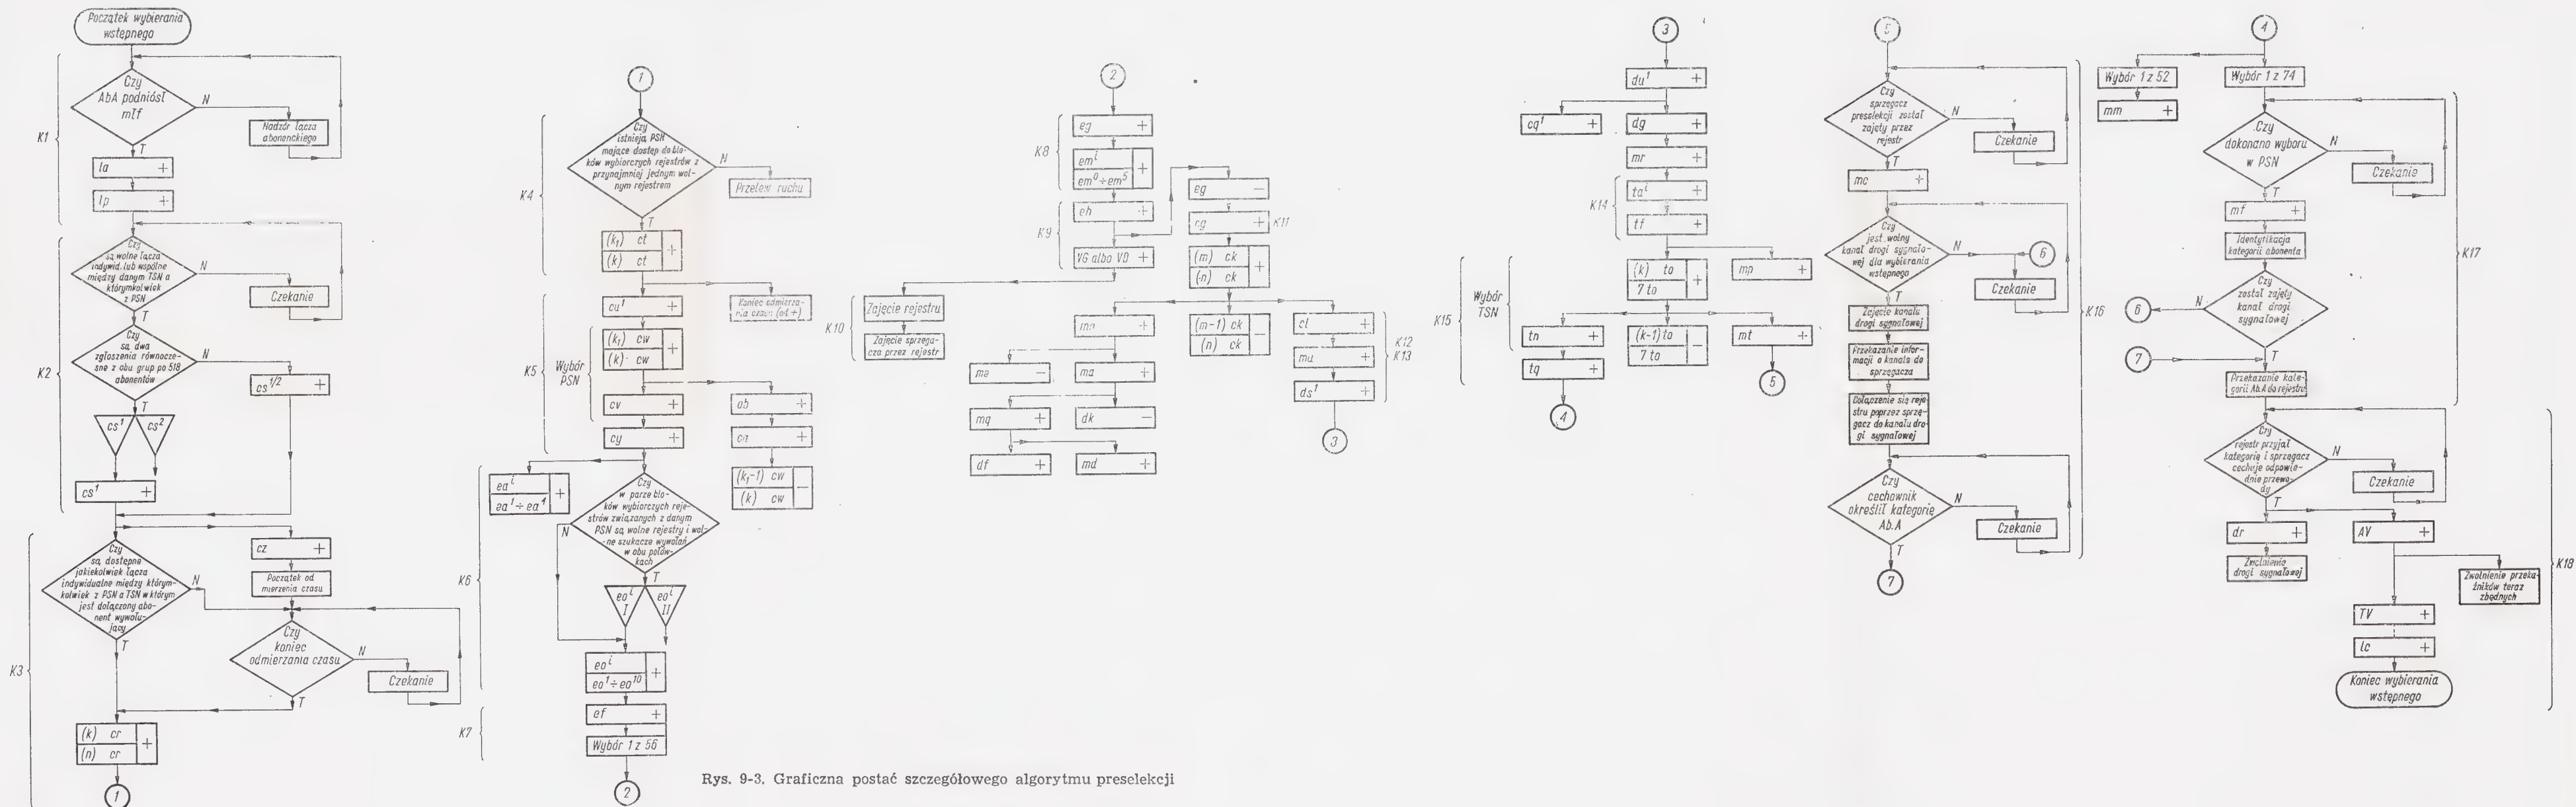 Początek wybierania
wstępnego
K1
Czy
AbA podniósł
młf
N
Nadzór łącza
abonenckiego
T
la +
lp +
K2
Czy
są wolne łącza
indywid. lub wspólne
między danym TSN a
którymkolwiek
z PSN
N
Czekanie
T
Czy
są dwa
zgłoszenia równocze-
sne z obu grup po 518
abonentów
N
cs1/2 +
T
cs1 cs2
cs1 +
K3
Czy
są dostępne
jakiekolwiek łącza
indywidualne między którym-
kolwiek z PSN a TSN w którym
jest dołączony abo-
nent wywołu-
jący
N
T
cz +
Początek od
mierzenia czasu
Czy
koniec
odmierzania czasu
N
Czekanie
T
(k) cr +
(n) cr
1
1
K4
Czy
istnieją PSN
mające dostęp do blo-
ków wybiorczych rejestrów z
przynajmniej jednym wol-
nym rejestrem
N
Przelew ruchu
T
(k1) ct +
(k) ct
K5
cu1 +
Koniec odmierza-
nia czasu (ot +)
Wybór
PSN
(k1) cw +
(k) cw
cv +
cy +
ob +
ca +
(k1-1) cw −
(k) cw
K6
eai +
ea1÷ea4
Czy
w parze blo-
ków wybiorczych reje-
strów związanych z danym
PSN są wolne rejestry i wol-
ne szukacze wywołań
w obu połów-
kach
N
T
eoi
I
eoi
II
eoi +
eo1÷eo10
K7
ef +
Wybór 1 z 56
2
Rys. 9-3. Graficzna postać szczegółowego algorytmu preselekcji
2
K8
eg +
emi +
em0÷em5
K9
eh +
VG albo VD +
K10
Zajęcie rejestru
Zajęcie sprzęga-
cza przez rejestr
eg −
cg + K11
(m) ck +
(n) ck
mn +
(m-1) ck −
(n) ck
cl +
K12
K13
mu +
ds1 +
3
me −
ma +
mq +
dk −
df +
md +
3
du1 +
cq1 +
dg +
mr +
K14
tai +
tf +
K15
Wybór
TSN
(k) to +
7 to
mp +
tn +
(k-1) to −
7 to
mt +
tq +
4
5
5
K16
Czy
sprzęgacz
preselekcji został
zajęty przez
rejestr
N
Czekanie
T
mc +
Czy
jest wolny
kanał drogi sygnało-
wej dla wybierania
wstępnego
N
6
Czekanie
T
Zajęcie kanału
drogi sygnałowej
Przekazanie infor-
macji o kanale do
sprzęgacza
Dołączenie się reje-
stru poprzez sprzę-
gacz do kanału dro-
gi sygnałowej
Czy
cechownik
określił kategorię
Ab.A
N
Czekanie
T
7
4
Wybór 1 z 52
Wybór 1 z 74
mm +
K17
Czy
dokonano wyboru
w PSN
N
Czekanie
T
mf +
Identyfikacja
kategorii abonenta
Czy
został zajęty
kanał drogi
sygnałowej
N
6
T
7
Przekazanie kate-
gorii Ab.A do rejestru
K18
Czy
rejestr przyjął
kategorię i sprzęgacz
cechuje odpowie-
dnie przewo-
dy
N
Czekanie
T
dr +
AV +
Zwolnienie
drogi sygnałowej
Zwolnienie przeka-
źników teraz
zbędnych
TV +
lc +
Koniec wybierania
wstępnego